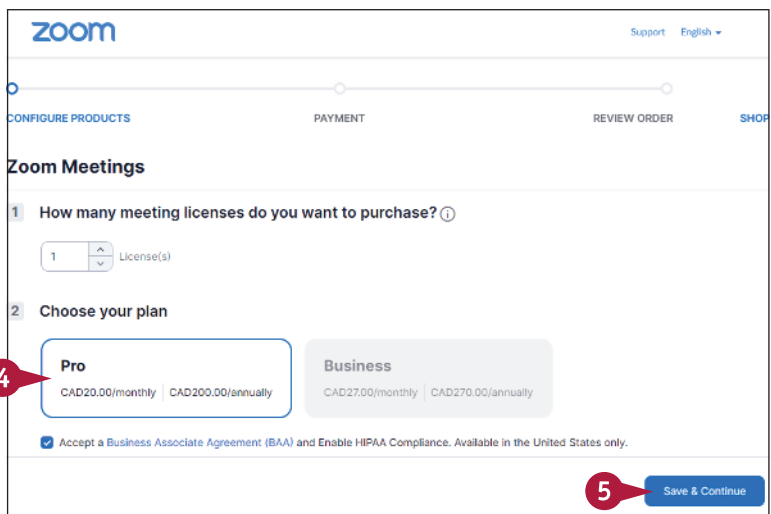 zoom
Support English
CONFIGURE PRODUCTS PAYMENT REVIEW ORDER SHOP
Zoom Meetings
1 How many meeting licenses do you want to purchase?
1 License(s)
2 Choose your plan
Pro Business
4 CAD20.00/monthly CAD200.00/annually CAD27.00/monthly CAD270.00/annually
Accept a Business Associate Agreement (BAA) and Enable HIPAA Compliance. Available in the United States only.
5 Save & Continue